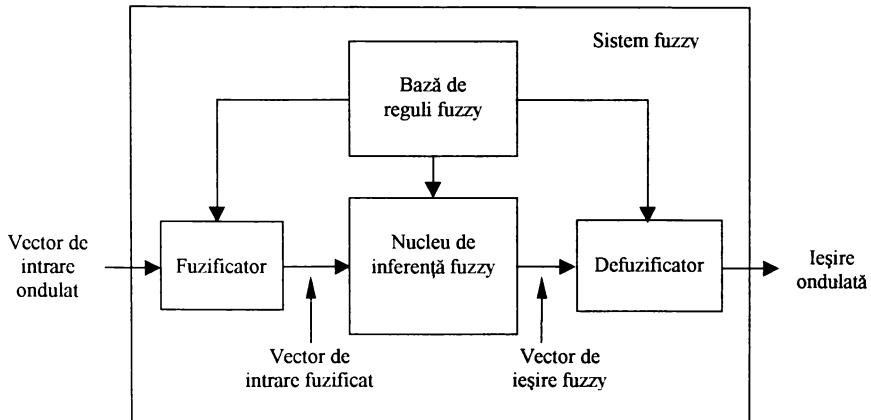 Sistem fuzzy
Bază de
reguli fuzzy
Vector de
intrare
ondulat
Fuzificator
Nucleu de
inferență fuzzy
Defuzificator
Ieșire
ondulată
Vector de
intrare fuzificat
Vector de
ieșire fuzzy